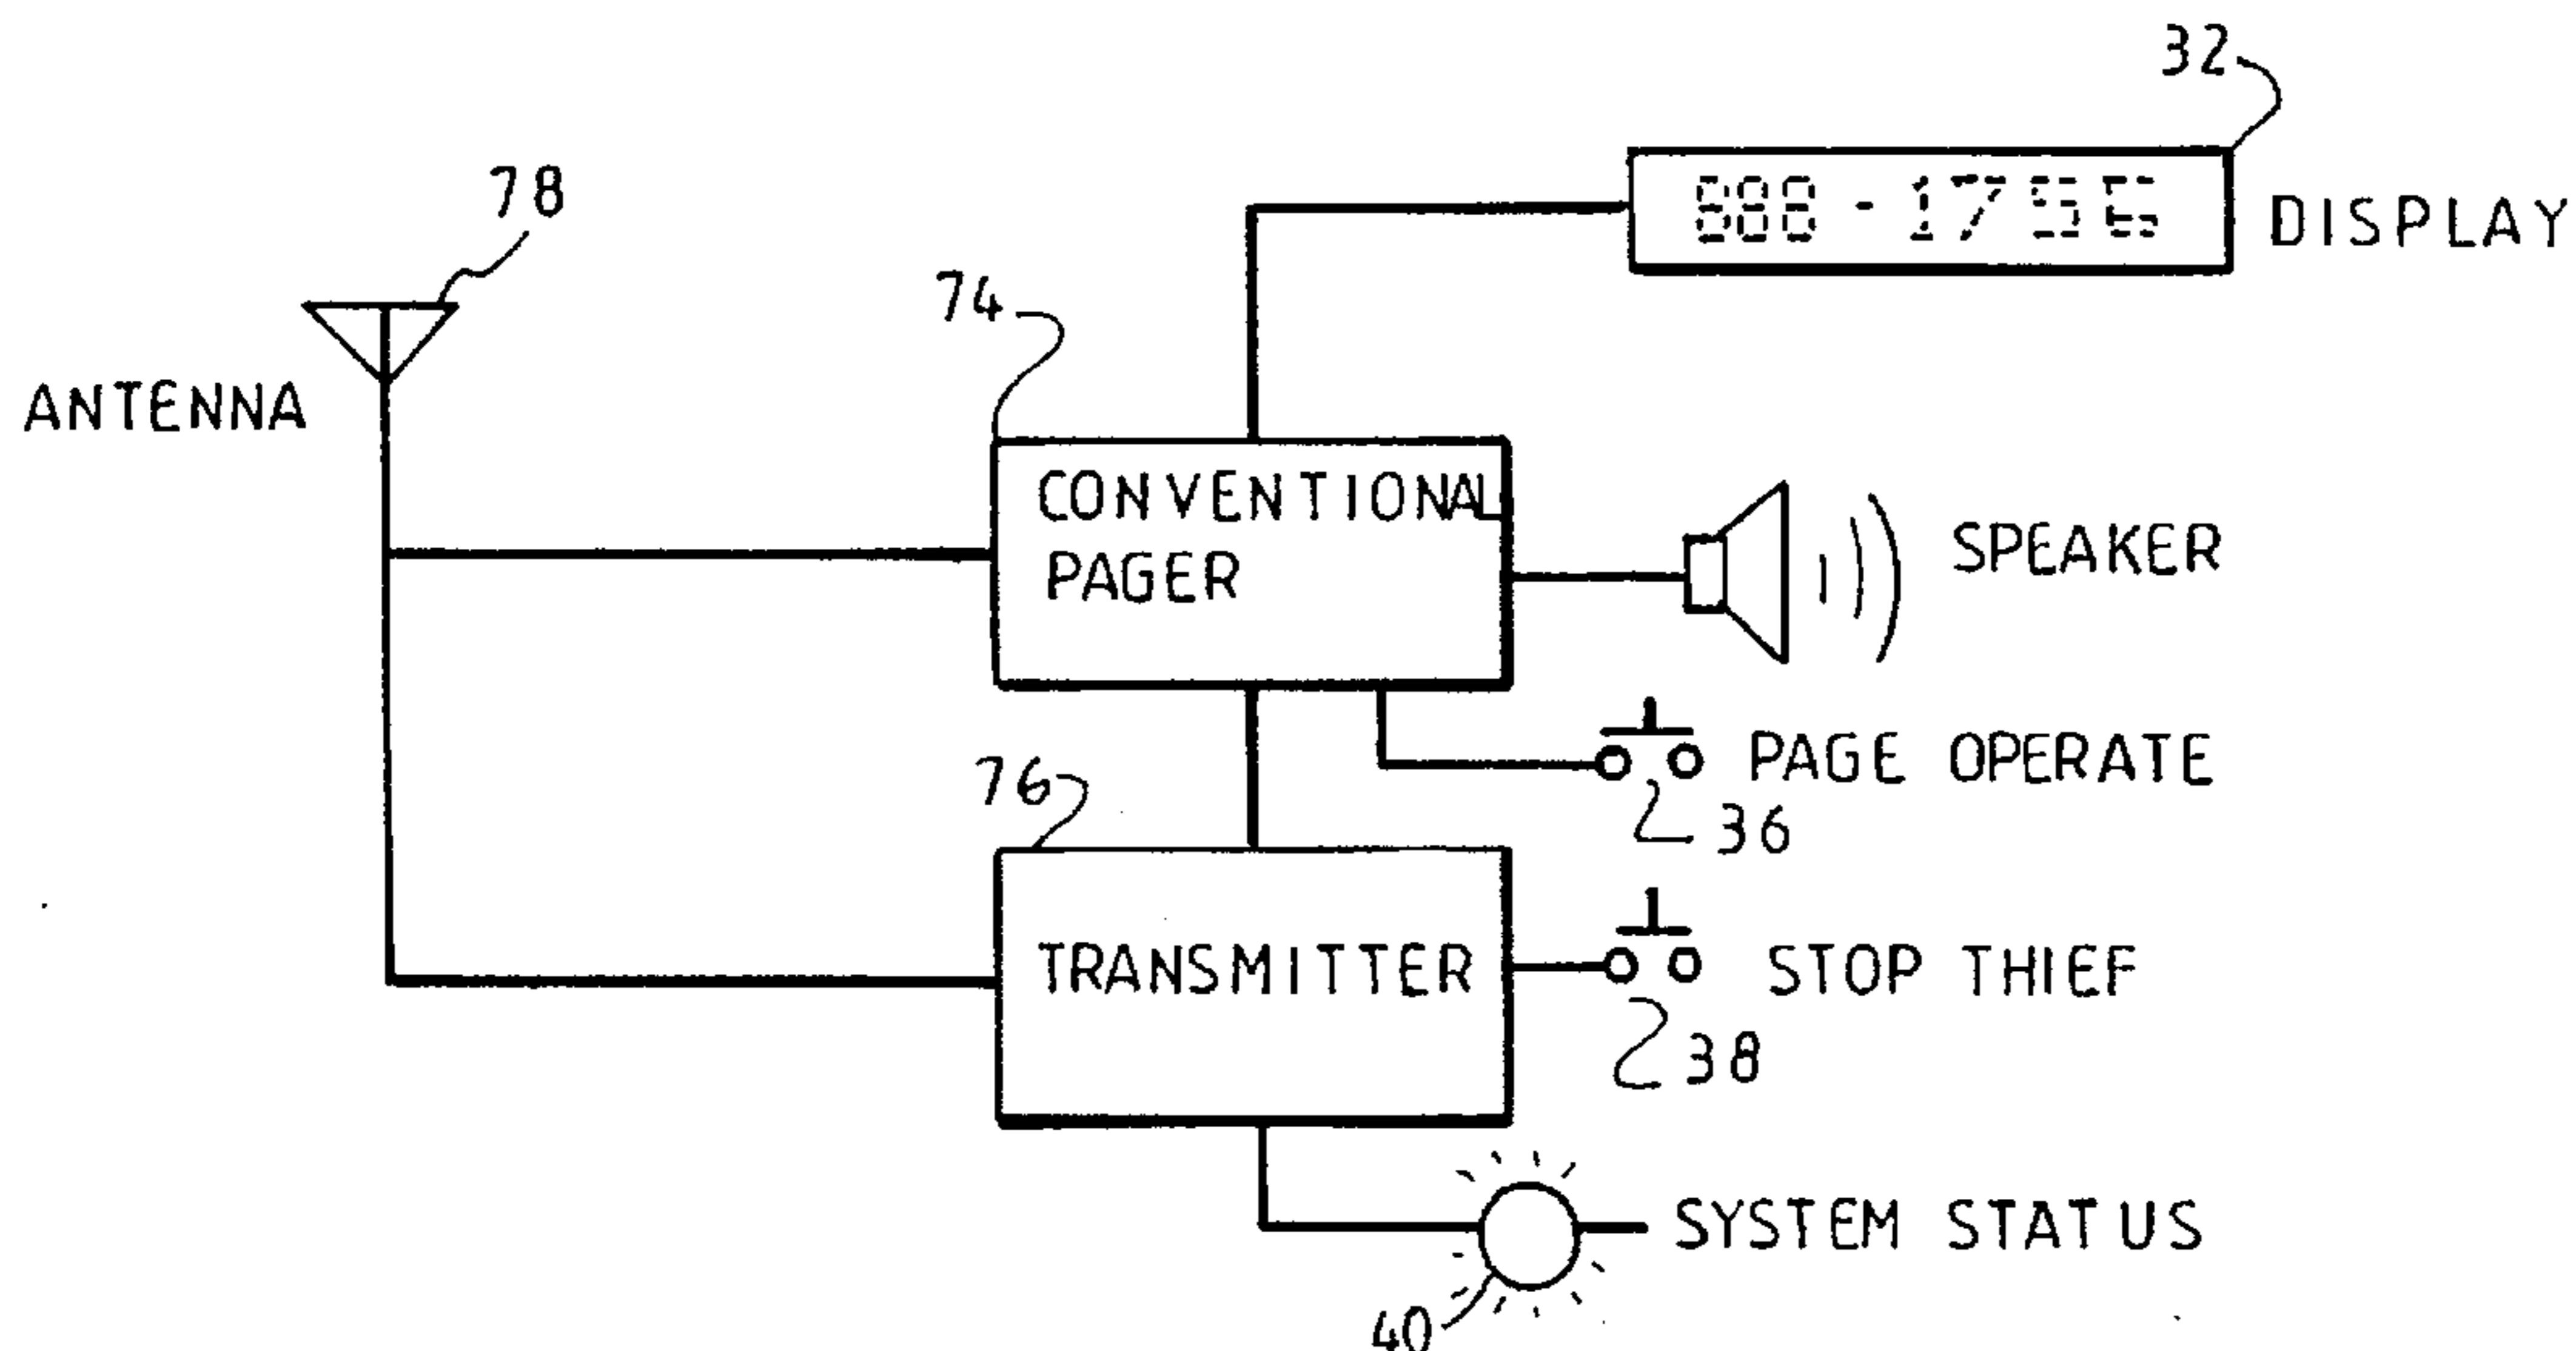 32
888-1756
DISPLAY
78
ANTENNA
74
CONVENTIONAL
PAGER
SPEAKER
PAGE OPERATE
36
76
TRANSMITTER
STOP THIEF
38
SYSTEM STATUS
40